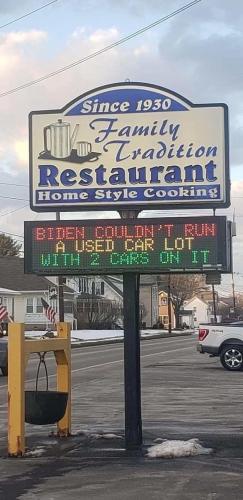 Since 1930
Family
Tradition
Restaurant
Home Style Cooking
BIDEN COULDN'T RUN
A USED CAR LOT
WITH 2 CARS ON IT